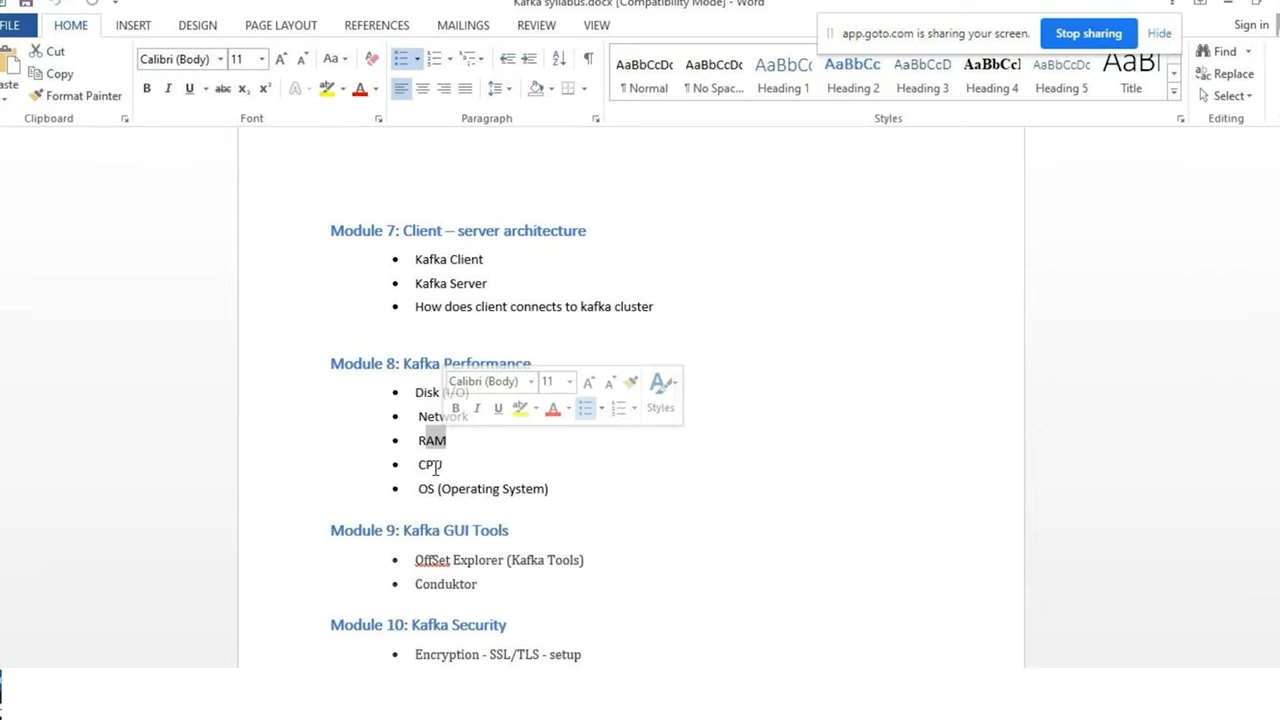 Kafka syllabus.docx [Compatibility Mode] - Word
FILE HOME INSERT DESIGN PAGE LAYOUT REFERENCES MAILINGS REVIEW VIEW Sign in
app.goto.com is sharing your screen. Stop sharing Hide
Cut
Copy
Format Painter
Clipboard
Calibri (Body) 11
Font
Paragraph
AaBbCcDc AaBbCcDc AaBbCc AaBbCc AaBbCcD AaBbCcI AaBbCcDc AaBl
¶ Normal ¶ No Spac... Heading 1 Heading 2 Heading 3 Heading 4 Heading 5 Title
Styles
Find
Replace
Select
Editing
Module 7: Client – server architecture
• Kafka Client
• Kafka Server
• How does client connects to kafka cluster
Module 8: Kafka Performance
• Disk (I/O)
• Network
• RAM
• CPU
• OS (Operating System)
Calibri (Body) 11
Styles
Module 9: Kafka GUI Tools
• OffSet Explorer (Kafka Tools)
• Conduktor
Module 10: Kafka Security
• Encryption - SSL/TLS - setup